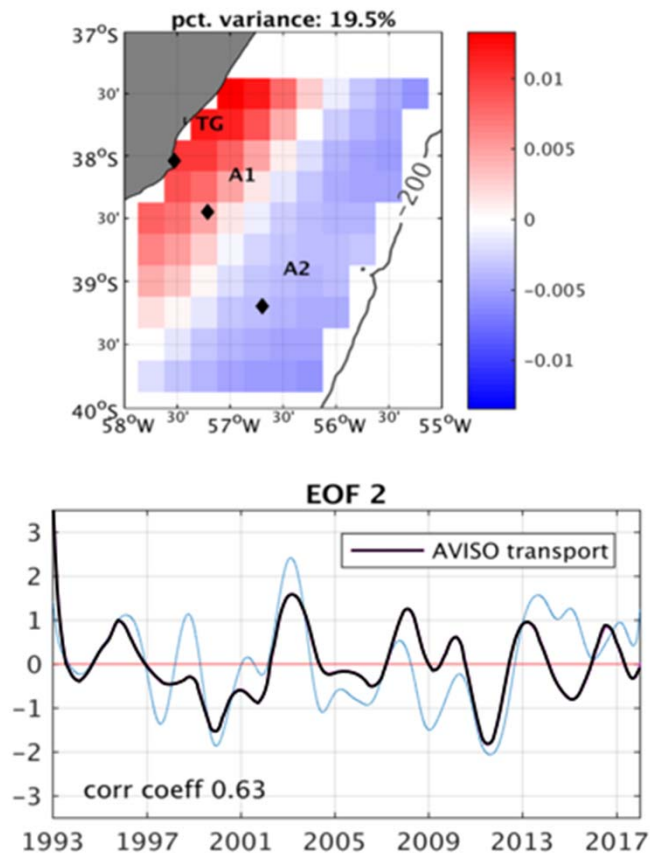 pct. variance: 19.5%
37°S
30'
38°S
30'
39°S
30'
40°S
58°W
30'
57°W
30'
56°W
30'
55°W
TG
A1
A2
-200
0.01
0.005
0
-0.005
-0.01
EOF 2
AVISO transport
3
2
1
0
-1
-2
-3
corr coeff 0.63
1993
1997
2001
2005
2009
2013
2017